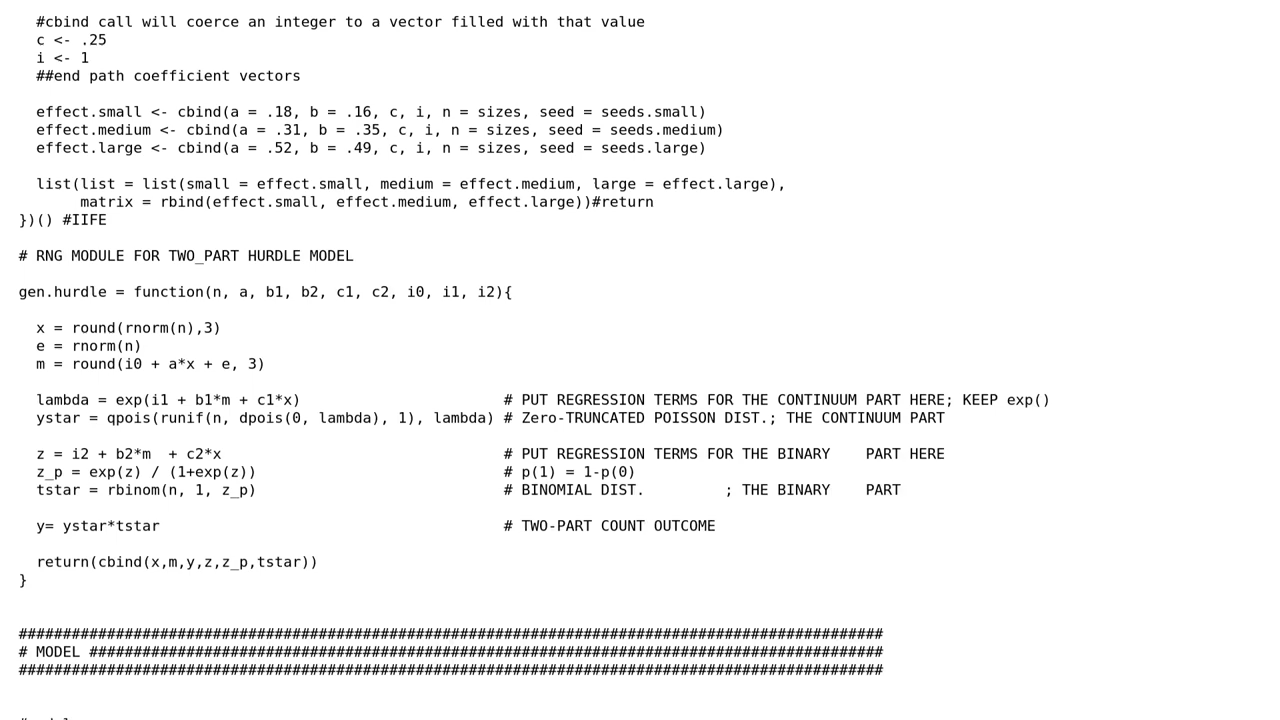 #cbind call will coerce an integer to a vector filled with that value
c <- .25
i <- 1
##end path coefficient vectors
effect.small <- cbind(a = .18, b = .16, c, i, n = sizes, seed = seeds.small)
effect.medium <- cbind(a = .31, b = .35, c, i, n = sizes, seed = seeds.medium)
effect.large <- cbind(a = .52, b = .49, c, i, n = sizes, seed = seeds.large)
list(list = list(small = effect.small, medium = effect.medium, large = effect.large),
matrix = rbind(effect.small, effect.medium, effect.large))#return
})() #IIFE
# RNG MODULE FOR TWO_PART HURDLE MODEL
gen.hurdle = function(n, a, b1, b2, c1, c2, i0, i1, i2){
x = round(rnorm(n),3)
e = rnorm(n)
m = round(i0 + a*x + e, 3)
lambda = exp(i1 + b1*m + c1*x) # PUT REGRESSION TERMS FOR THE CONTINUUM PART HERE; KEEP exp()
ystar = qpois(runif(n, dpois(0, lambda), 1), lambda) # Zero-TRUNCATED POISSON DIST.; THE CONTINUUM PART
z = i2 + b2*m  + c2*x # PUT REGRESSION TERMS FOR THE BINARY    PART HERE
z_p = exp(z) / (1+exp(z)) # p(1) = 1-p(0)
tstar = rbinom(n, 1, z_p) # BINOMIAL DIST.         ; THE BINARY    PART
y= ystar*tstar # TWO-PART COUNT OUTCOME
return(cbind(x,m,y,z,z_p,tstar))
}
##################################################################################################
# MODEL ##########################################################################################
##################################################################################################